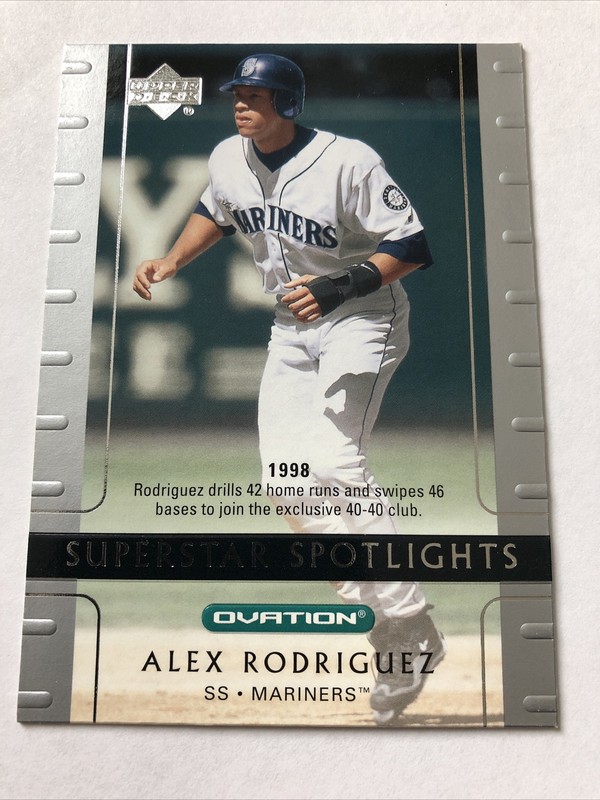 UPPER
DECK
®
MARINERS
1998
Rodriguez drills 42 home runs and swipes 46
bases to join the exclusive 40-40 club.
SUPERSTAR SPOTLIGHTS
OVATION®
ALEX RODRIGUEZ
SS • MARINERS™